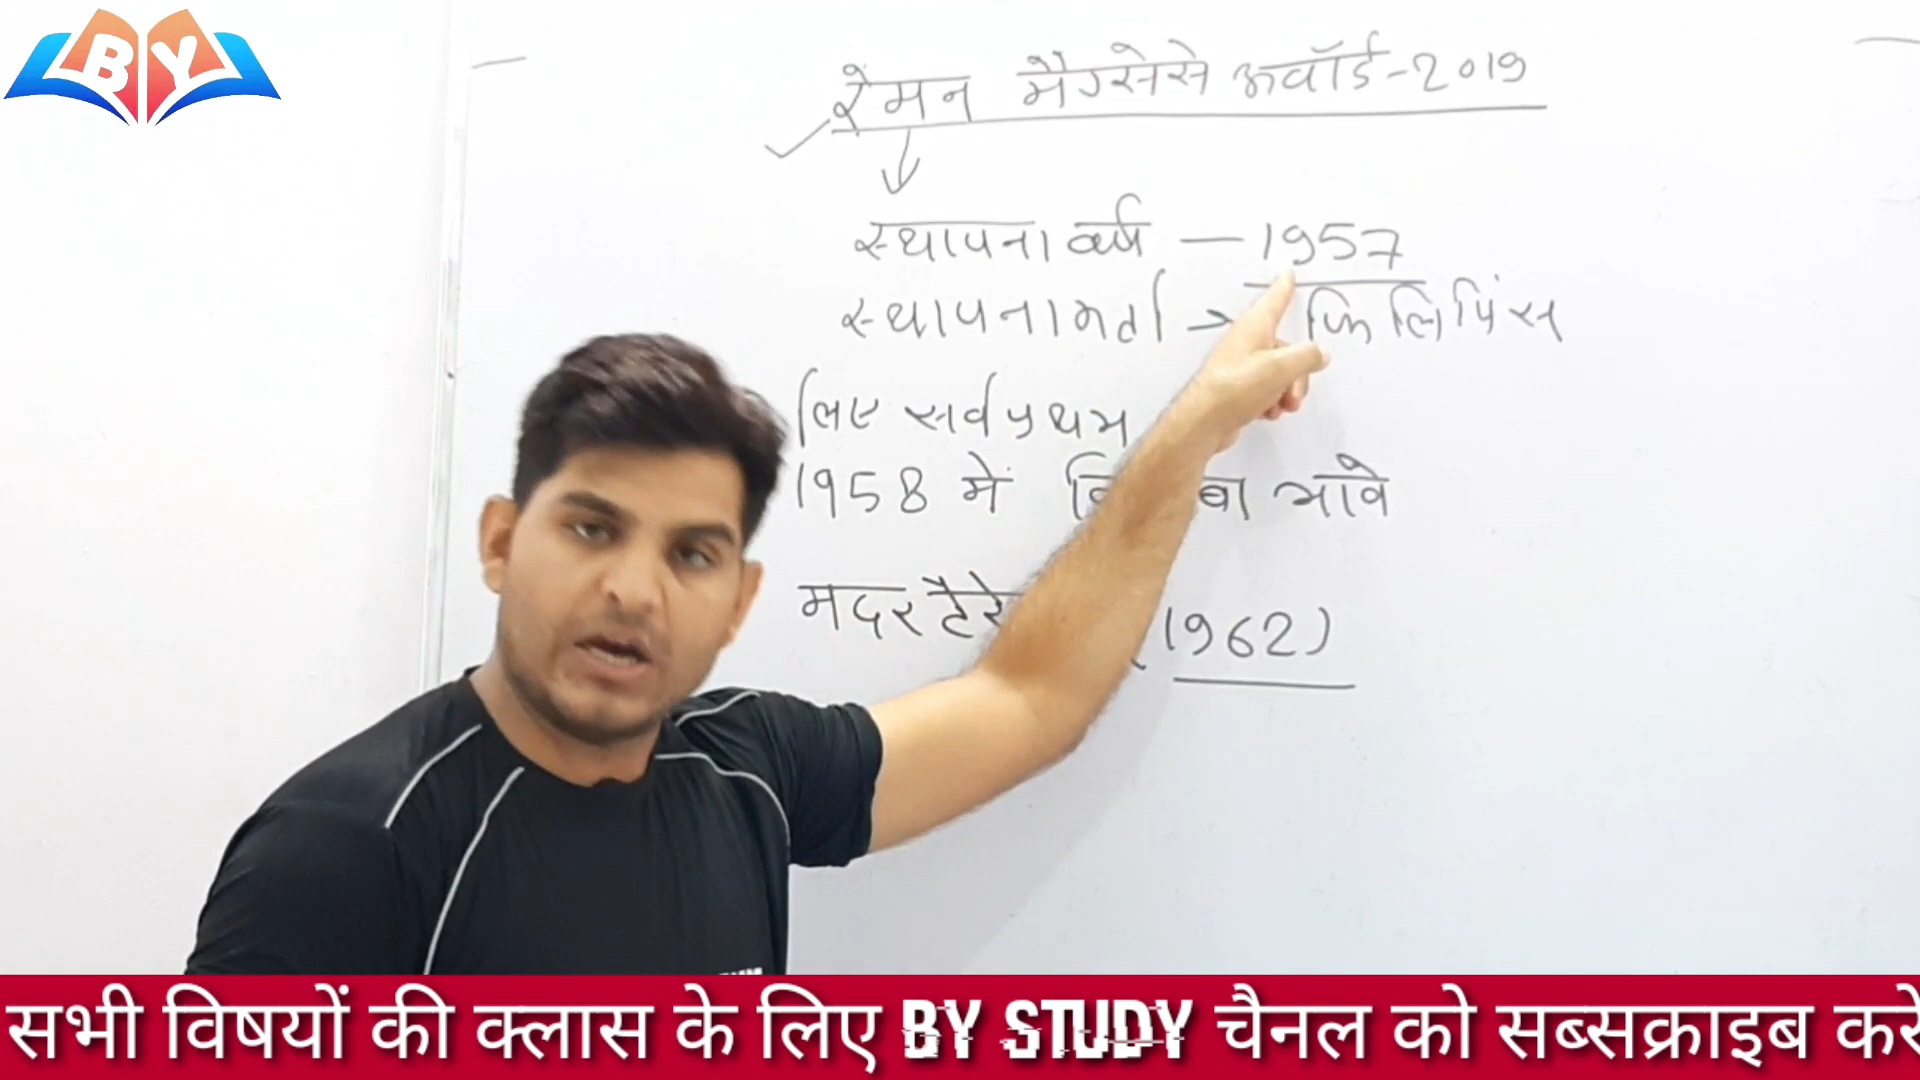 BY
रेमन मैग्सेसे अवॉर्ड-2019
स्थापना वर्ष — 1957
स्थापनाकर्ता → फिलिपिंस
लिए सर्वप्रथम
1958 में भावे
मदर (1962)
सभी विषयों की क्लास के लिए BY STUDY चैनल को सब्सक्राइब करे